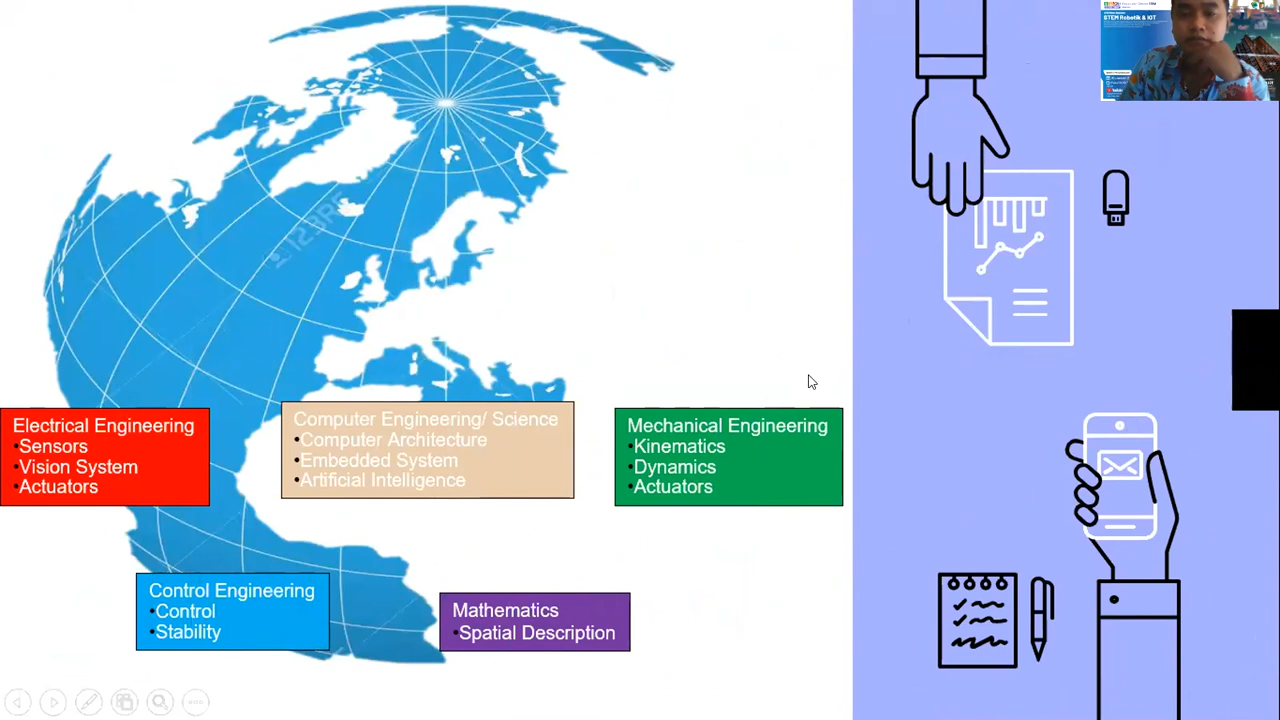 STEM Robotik & IOT
123RF
Electrical Engineering
•Sensors
•Vision System
•Actuators
Computer Engineering/ Science
•Computer Architecture
•Embedded System
•Artificial Intelligence
Mechanical Engineering
•Kinematics
•Dynamics
•Actuators
Control Engineering
•Control
•Stability
Mathematics
•Spatial Description